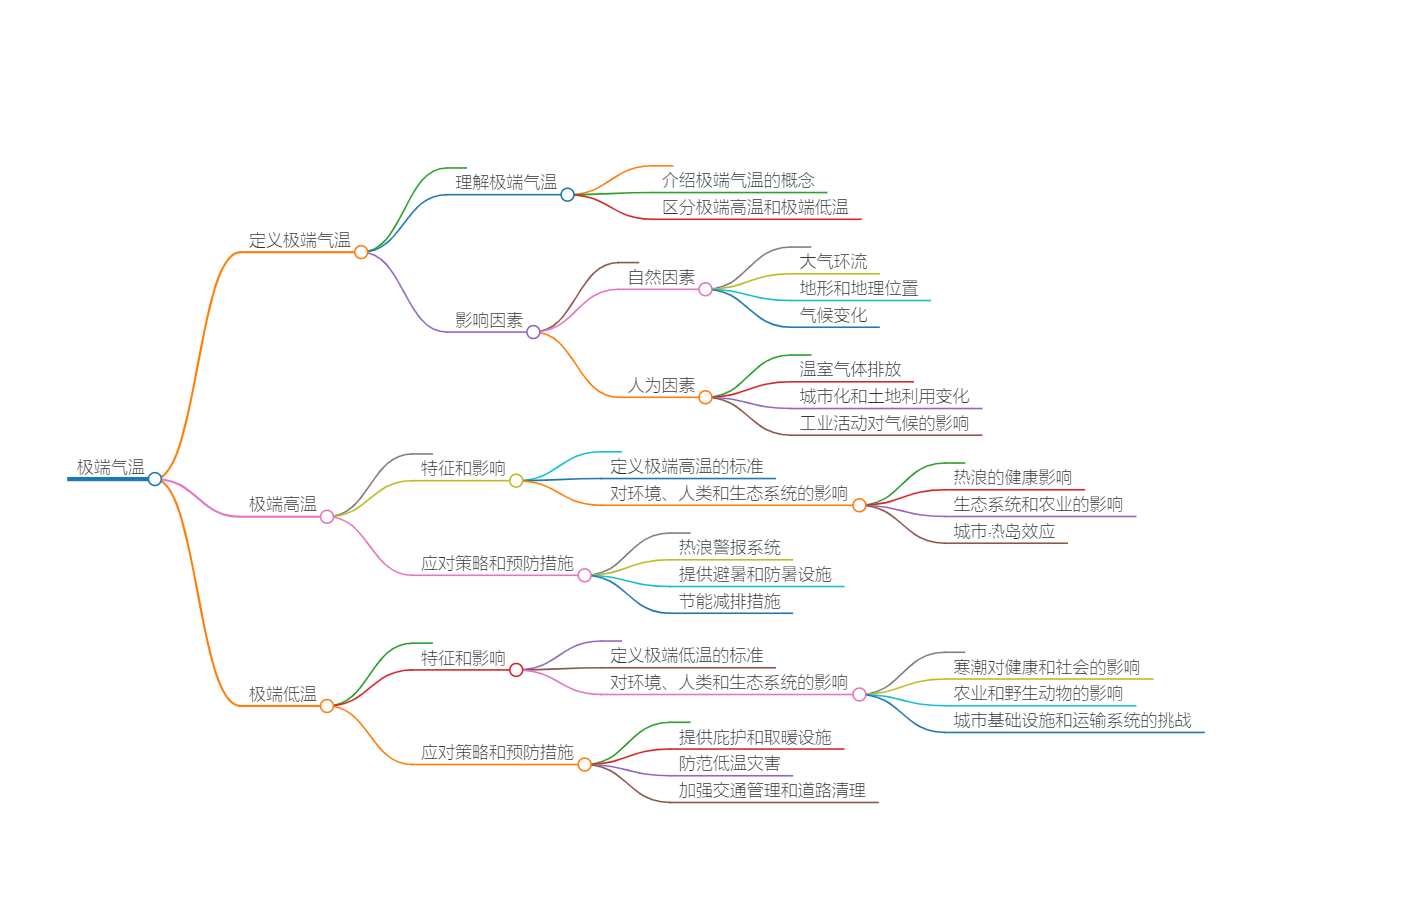 极端气温
定义极端气温
理解极端气温
介绍极端气温的概念
区分极端高温和极端低温
影响因素
自然因素
大气环流
地形和地理位置
气候变化
人为因素
温室气体排放
城市化和土地利用变化
工业活动对气候的影响
极端高温
特征和影响
定义极端高温的标准
对环境、人类和生态系统的影响
热浪的健康影响
生态系统和农业的影响
城市热岛效应
应对策略和预防措施
热浪警报系统
提供避暑和防暑设施
节能减排措施
极端低温
特征和影响
定义极端低温的标准
对环境、人类和生态系统的影响
寒潮对健康和社会的影响
农业和野生动物的影响
城市基础设施和运输系统的挑战
应对策略和预防措施
提供庇护和取暖设施
防范低温灾害
加强交通管理和道路清理